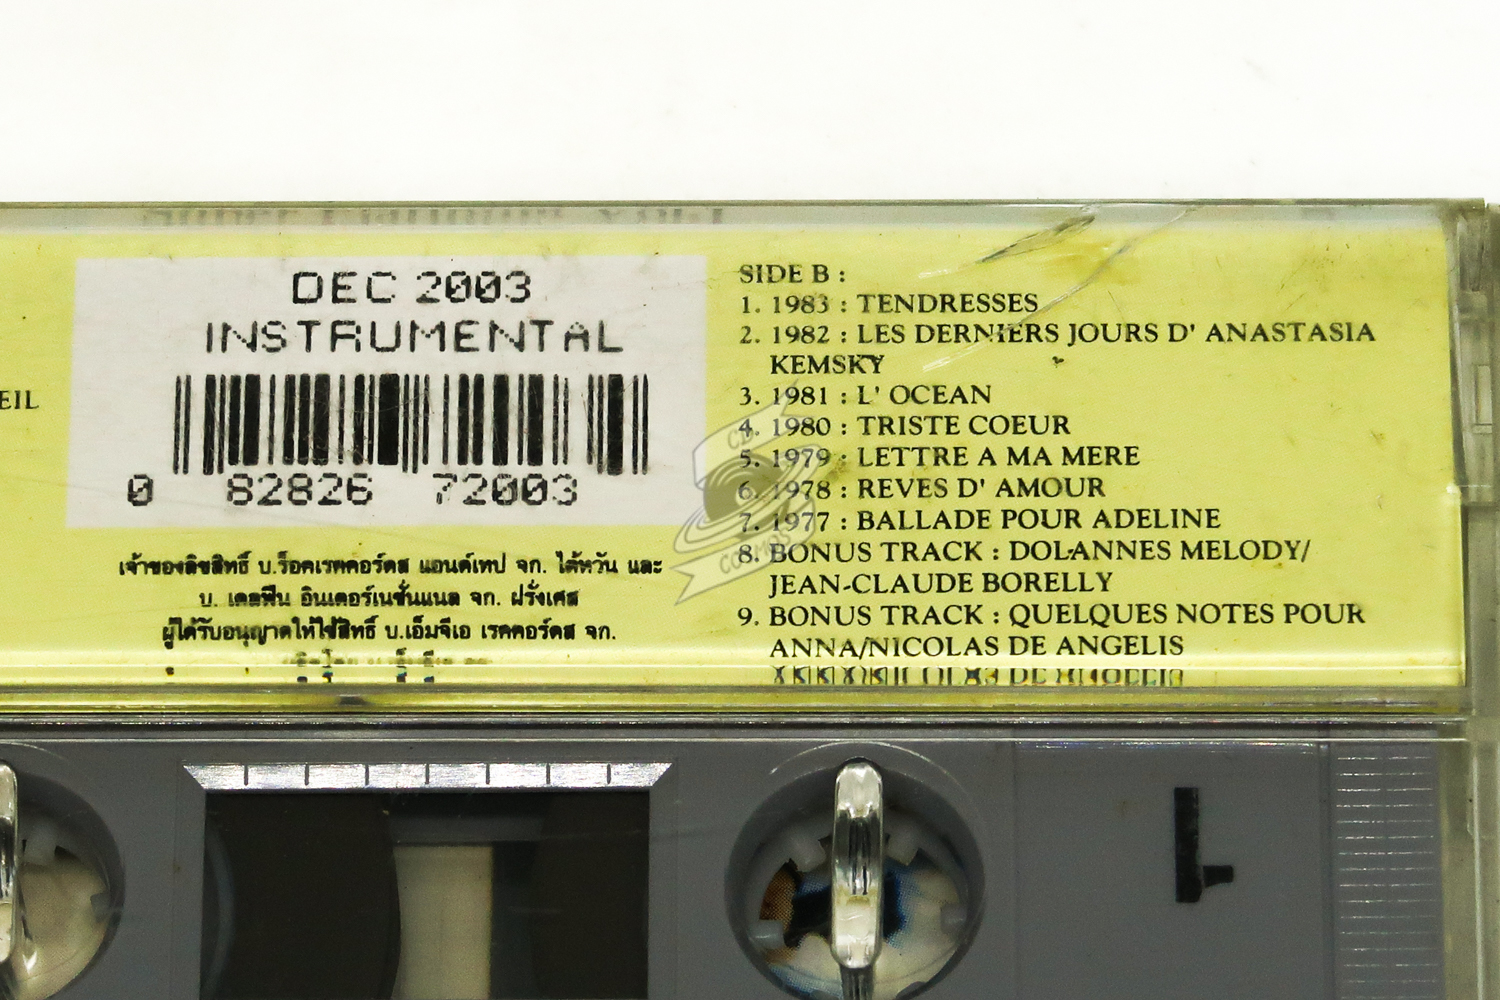 EIL
DEC 2003
INSTRUMENTAL
0 82826 72003
เจ้าของลิขสิทธิ์ บ.ร็อคเรคคอร์ดส แอนด์เทป จก. ไต้หวัน และ
บ. เดลฟีน อินเตอร์เนชั่นแนล จก. ฝรั่งเศส
ผู้ได้รับอนุญาตให้ใช้สิทธิ์ บ.เอ็มจีเอ เรคคอร์ดส จก.
SIDE B :
1. 1983 : TENDRESSES
2. 1982 : LES DERNIERS JOURS D' ANASTASIA
KEMSKY
3. 1981 : L' OCEAN
4. 1980 : TRISTE COEUR
5. 1979 : LETTRE A MA MERE
6. 1978 : REVES D' AMOUR
7. 1977 : BALLADE POUR ADELINE
8. BONUS TRACK : DOLANNES MELODY/
JEAN-CLAUDE BORELLY
9. BONUS TRACK : QUELQUES NOTES POUR
ANNA/NICOLAS DE ANGELIS
CD
COSMOS